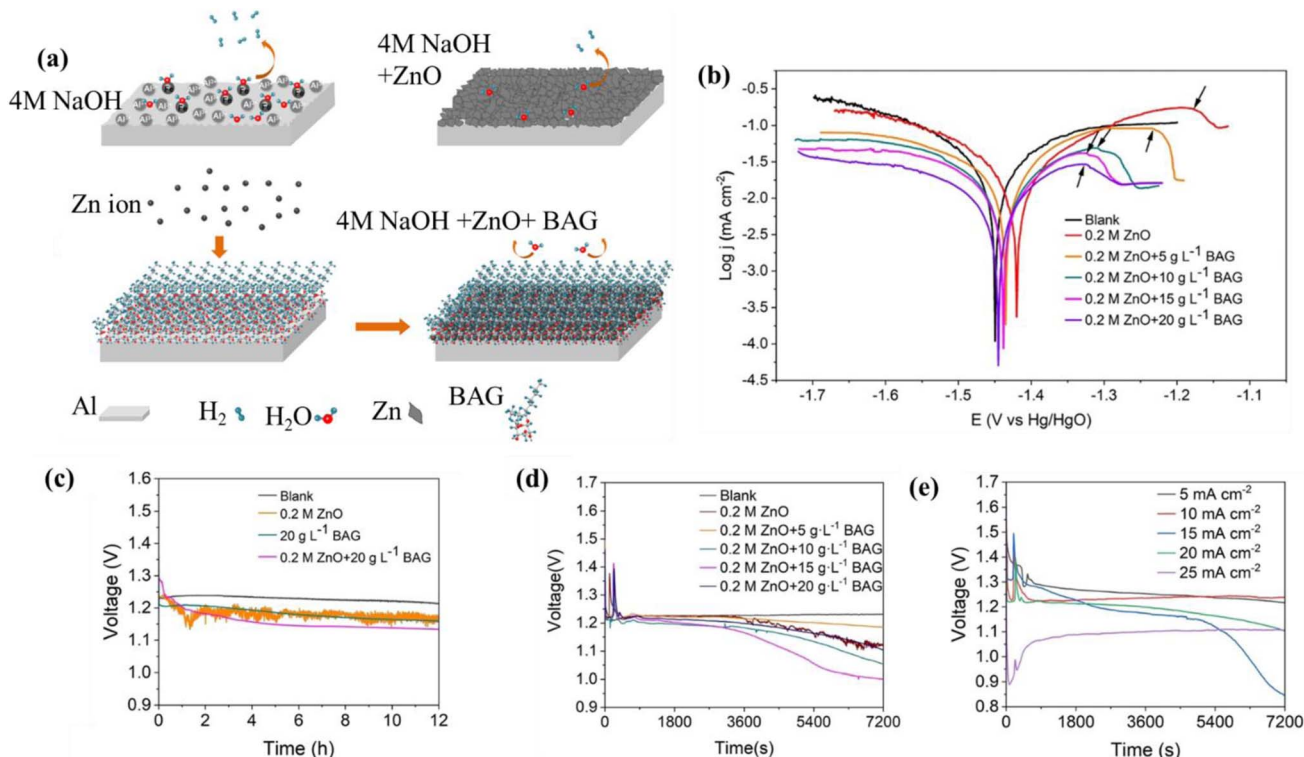 (a)
4M NaOH
4M NaOH
+ZnO
Zn ion
4M NaOH +ZnO+ BAG
Al
H₂
H₂O
Zn
BAG
(b)
Log j (mA cm⁻²)
-0.5
-1.0
-1.5
-2.0
-2.5
-3.0
-3.5
-4.0
-4.5
Blank
0.2 M ZnO
0.2 M ZnO+5 g L⁻¹ BAG
0.2 M ZnO+10 g L⁻¹ BAG
0.2 M ZnO+15 g L⁻¹ BAG
0.2 M ZnO+20 g L⁻¹ BAG
-1.7 -1.6 -1.5 -1.4 -1.3 -1.2 -1.1
E (V vs Hg/HgO)
(c)
Voltage (V)
1.6
1.5
1.4
1.3
1.2
1.1
1.0
0.9
Blank
0.2 M ZnO
20 g L⁻¹ BAG
0.2 M ZnO+20 g L⁻¹ BAG
0 2 4 6 8 10 12
Time (h)
(d)
Voltage(V)
1.7
1.6
1.5
1.4
1.3
1.2
1.1
1.0
0.9
Blank
0.2 M ZnO
0.2 M ZnO+5 g·L⁻¹ BAG
0.2 M ZnO+10 g·L⁻¹ BAG
0.2 M ZnO+15 g·L⁻¹ BAG
0.2 M ZnO+20 g·L⁻¹ BAG
0 1800 3600 5400 7200
Time(s)
(e)
Voltage (V)
1.7
1.6
1.5
1.4
1.3
1.2
1.1
1.0
0.9
0.8
5 mA cm⁻²
10 mA cm⁻²
15 mA cm⁻²
20 mA cm⁻²
25 mA cm⁻²
0 1800 3600 5400 7200
Time (s)